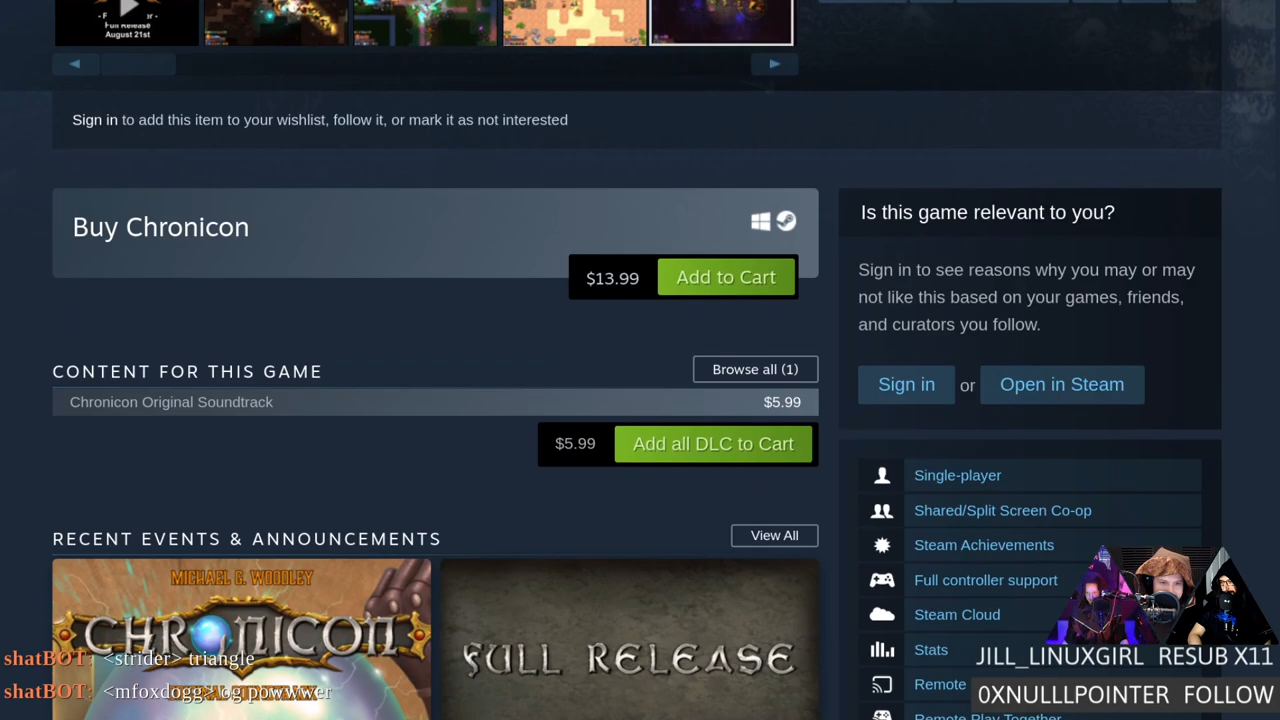 Full Release
August 21st
Sign in to add this item to your wishlist, follow it, or mark it as not interested
Buy Chronicon
$13.99
Add to Cart
CONTENT FOR THIS GAME
Browse all (1)
Chronicon Original Soundtrack
$5.99
$5.99
Add all DLC to Cart
RECENT EVENTS & ANNOUNCEMENTS
View All
MICHAEL G. WOODLEY
CHRONICON
FULL RELEASE
Is this game relevant to you?
Sign in to see reasons why you may or may
not like this based on your games, friends,
and curators you follow.
Sign in or Open in Steam
Single-player
Shared/Split Screen Co-op
Steam Achievements
Full controller support
Steam Cloud
Stats
Remote
Remote Play Together
shatBOT: <strider> triangle
shatBOT: <mfoxdogg> og powwwer
JILL_LINUXGIRL RESUB X11
0XNULLLPOINTER FOLLOW